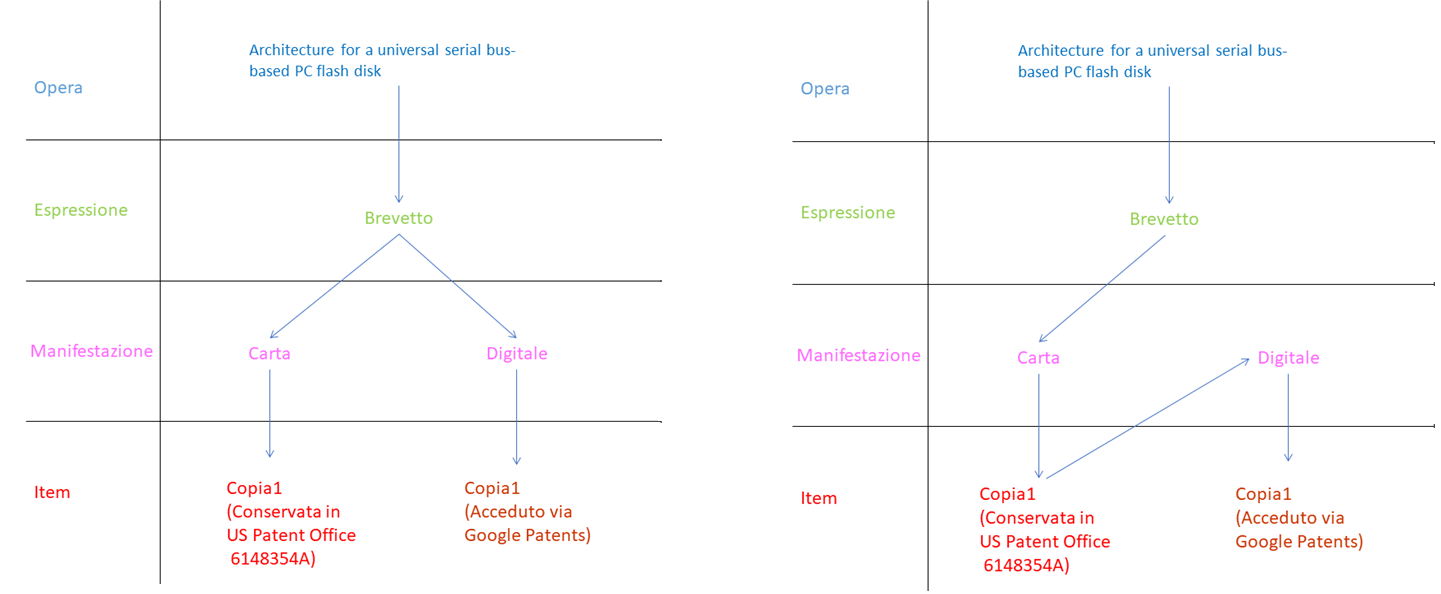 Architecture for a universal serial bus-
based PC flash disk
Opera
Espressione
Brevetto
Manifestazione
Carta
Digitale
Item
Copia1
(Conservata in
US Patent Office
6148354A)
Copia1
(Acceduto via
Google Patents)
Architecture for a universal serial bus-
based PC flash disk
Opera
Espressione
Brevetto
Manifestazione
Carta
Digitale
Item
Copia1
(Conservata in
US Patent Office
6148354A)
Copia1
(Acceduto via
Google Patents)